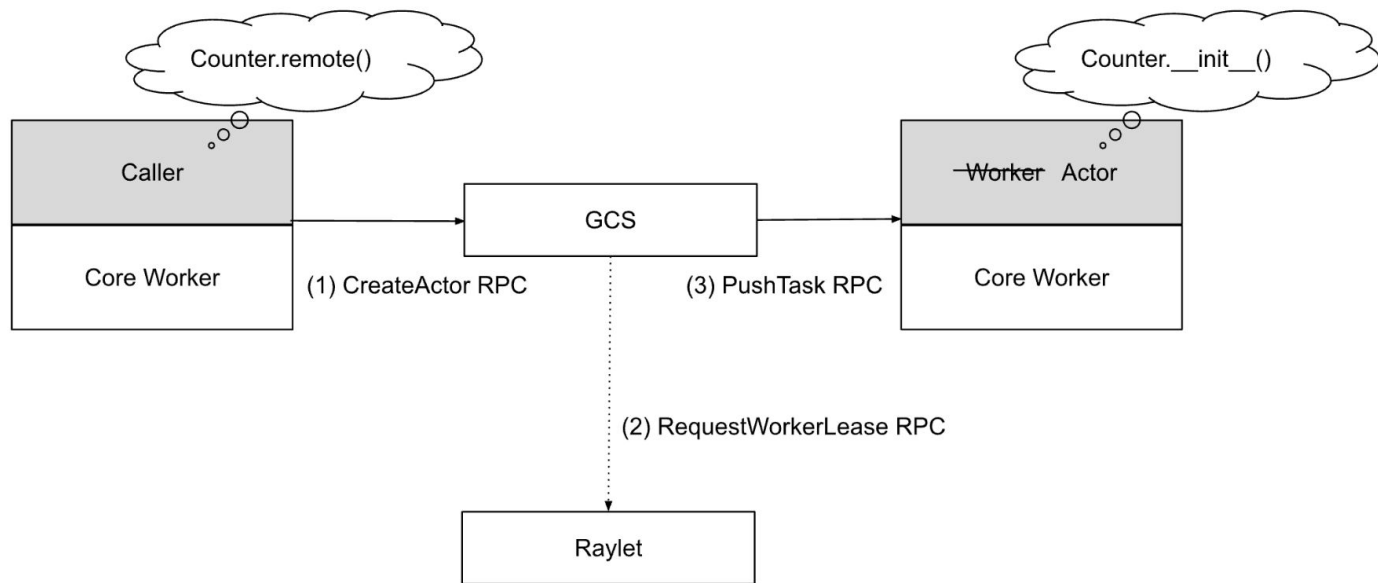 Counter.remote()
Counter.__init__()
Caller
Worker Actor
GCS
Core Worker
(1) CreateActor RPC
(3) PushTask RPC
Core Worker
(2) RequestWorkerLease RPC
Raylet